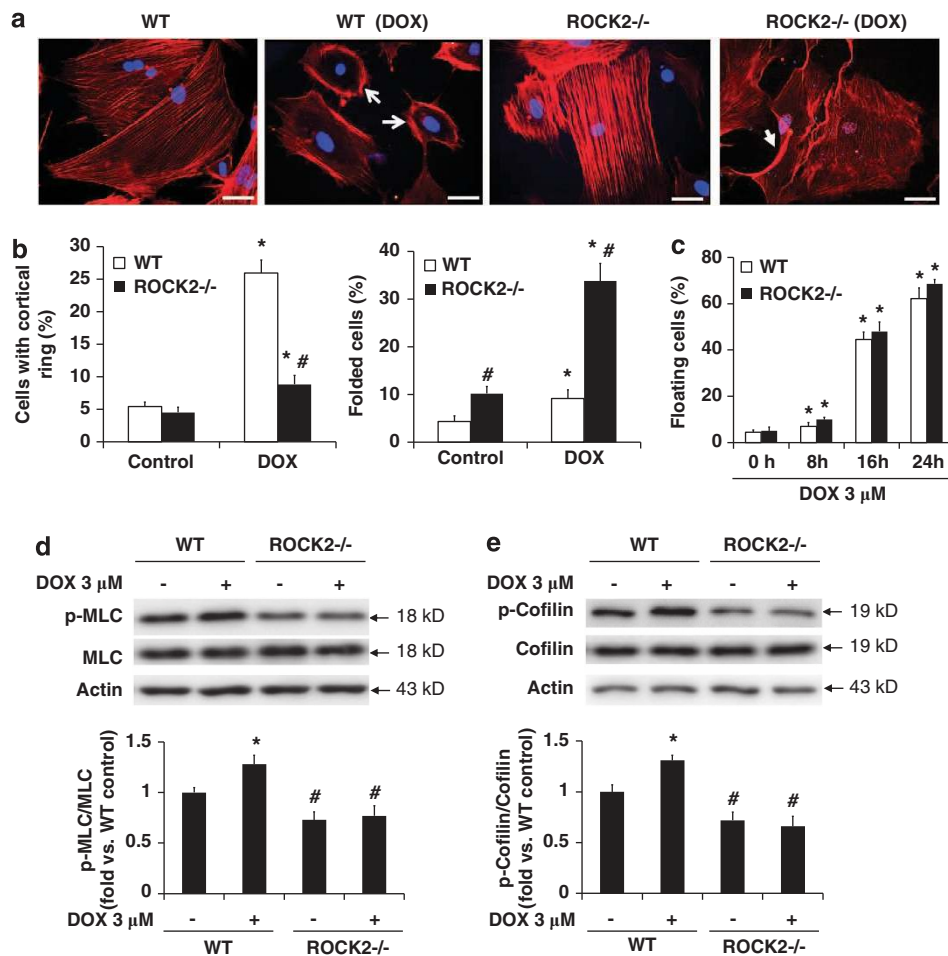 a
WT
WT (DOX)
ROCK2-/-
ROCK2-/- (DOX)
b
Cells with cortical
ring (%)
30
25
20
15
10
5
0
*
* #
WT
ROCK2-/-
Control
DOX
Folded cells (%)
40
30
20
10
0
#
*
* #
WT
ROCK2-/-
Control
DOX
c
Floating cells (%)
80
60
40
20
0
WT
ROCK2-/-
* *
* *
* *
0 h
8h
16h
24h
DOX 3 μM
d
WT
ROCK2-/-
DOX 3 μM - + - +
p-MLC ← 18 kD
MLC ← 18 kD
Actin ← 43 kD
p-MLC/MLC
(fold vs. WT control)
1.5
1
0.5
0
*
#
#
DOX 3 μM - + - +
WT
ROCK2-/-
e
WT
ROCK2-/-
DOX 3 μM - + - +
p-Cofilin ← 19 kD
Cofilin ← 19 kD
Actin ← 43 kD
p-Cofilin/Cofilin
(fold vs. WT control)
1.5
1
0.5
0
*
#
#
DOX 3 μM - + - +
WT
ROCK2-/-